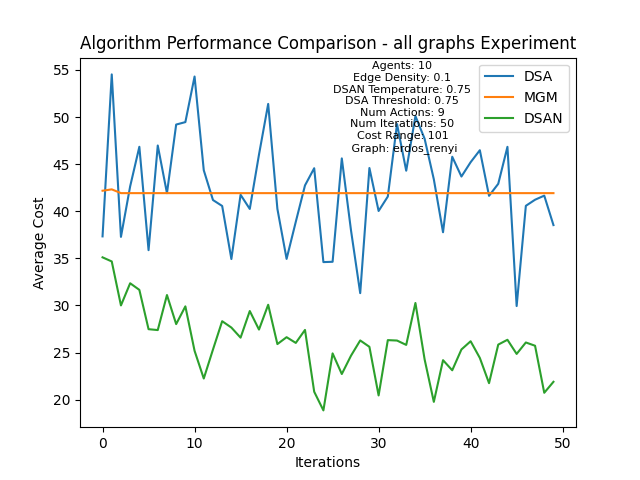 Algorithm Performance Comparison - all graphs Experiment
Agents: 10
Edge Density: 0.1
DSAN Temperature: 0.75
DSA Threshold: 0.75
Num Actions: 9
Num Iterations: 50
Cost Range: 101
Graph: erdos_renyi
DSA
MGM
DSAN
Average Cost
55
50
45
40
35
30
25
20
0
10
20
30
40
50
Iterations